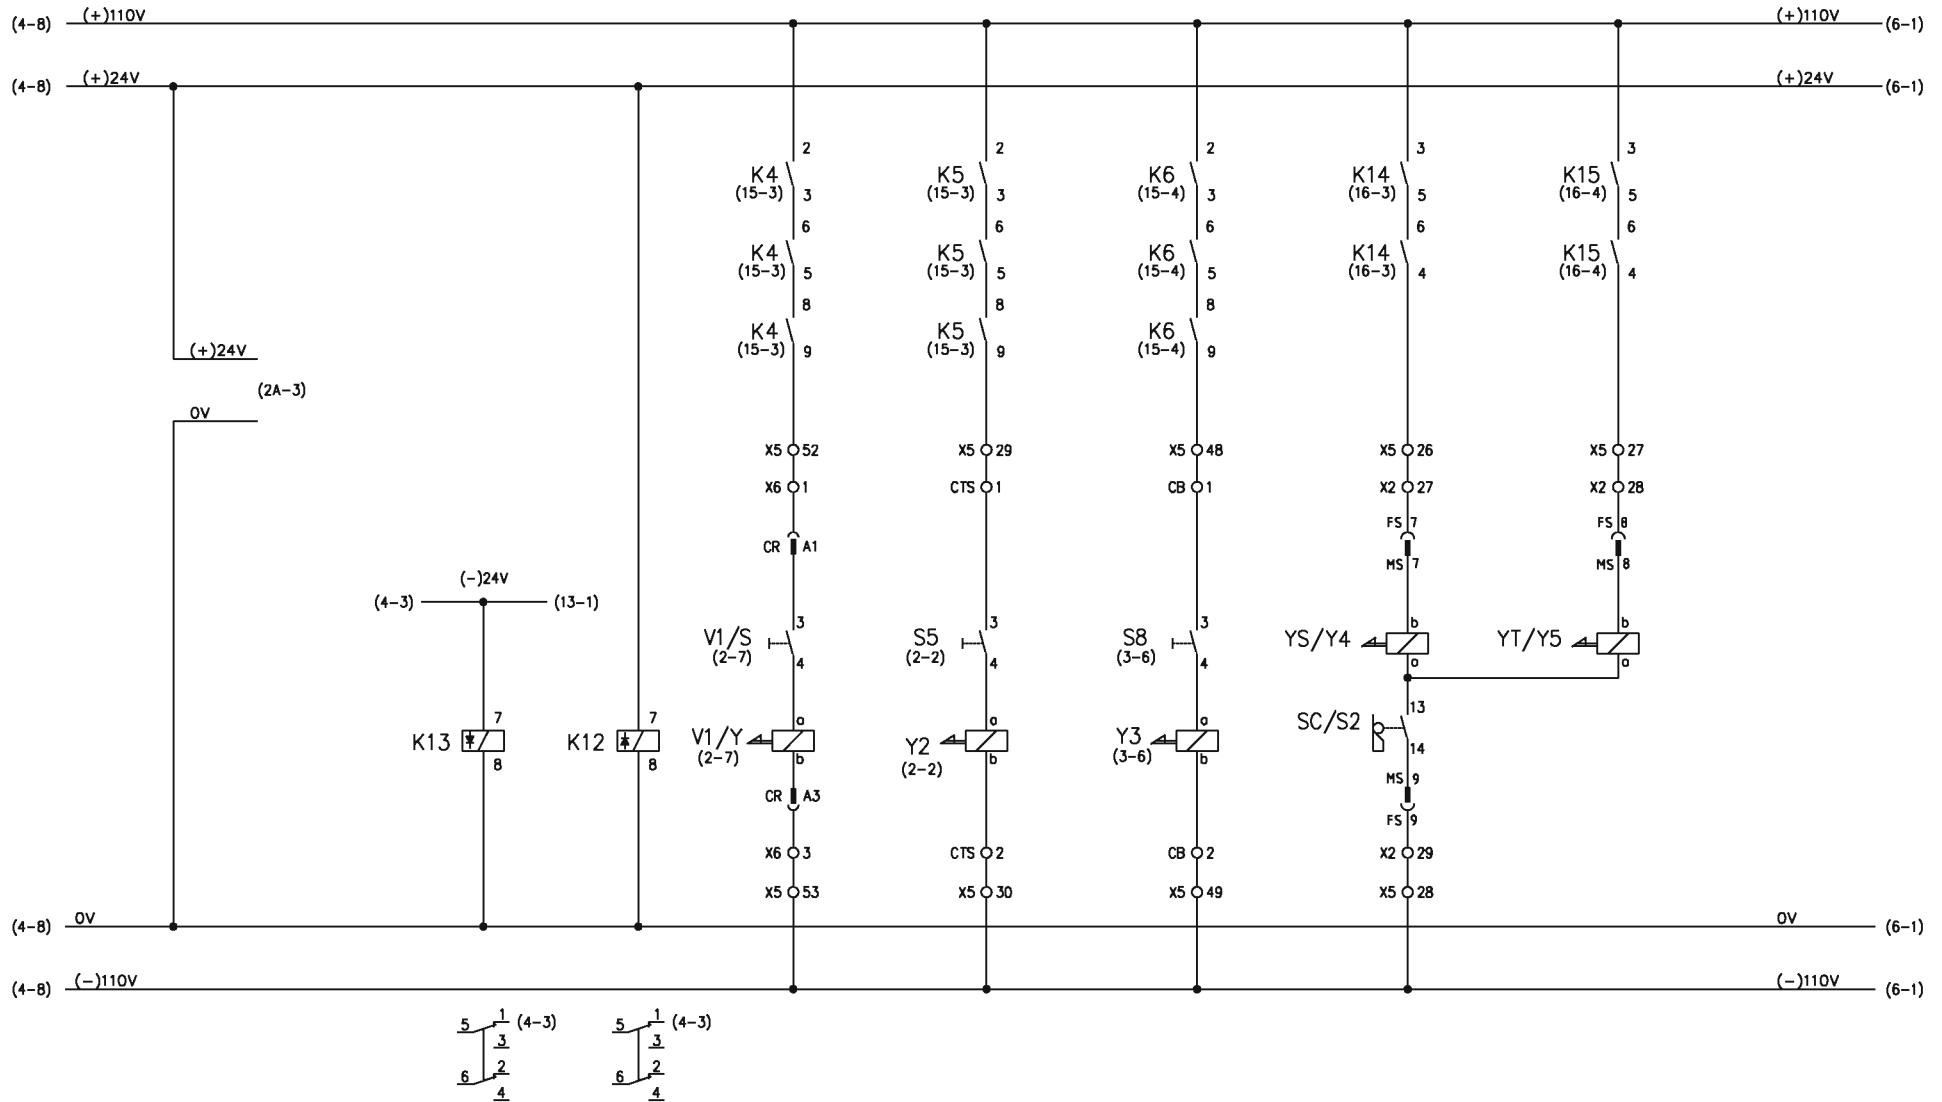 (4-8) (+)110V (+)110V (6-1)
(4-8) (+)24V (+)24V (6-1)
2 2 2 3 3
K4 K5 K6 K14 K15
(15-3) 3 (15-3) 3 (15-4) 3 (16-3) 5 (16-4) 5
6 6 6 6 6
K4 K5 K6 K14 K15
(15-3) 5 (15-3) 5 (15-4) 5 (16-3) 4 (16-4) 4
8 8 8
K4 K5 K6
(15-3) 9 (15-3) 9 (15-4) 9
(+)24V
(2A-3)
0V
X5 52 X5 29 X5 48 X5 26 X5 27
X6 1 CTS 1 CB 1 X2 27 X2 28
FS 7 FS 8
CR A1
MS 7 MS 8
(-)24V
(4-3) (13-1)
3 3 3 b b
V1/S S5 S8 YS/Y4 YT/Y5
(2-7) 4 (2-2) 4 (3-6) 4 a a
7 7 a a a 13
SC/S2
K13 K12 V1/Y Y2 Y3
14
8 8 (2-7) b (2-2) b (3-6) b
MS 9
CR A3
FS 9
X6 3 CTS 2 CB 2 X2 29
X5 53 X5 30 X5 49 X5 28
(4-8) 0V 0V (6-1)
(4-8) (-)110V (-)110V (6-1)
5 1 (4-3) 5 1 (4-3)
3 3
6 2 6 2
4 4